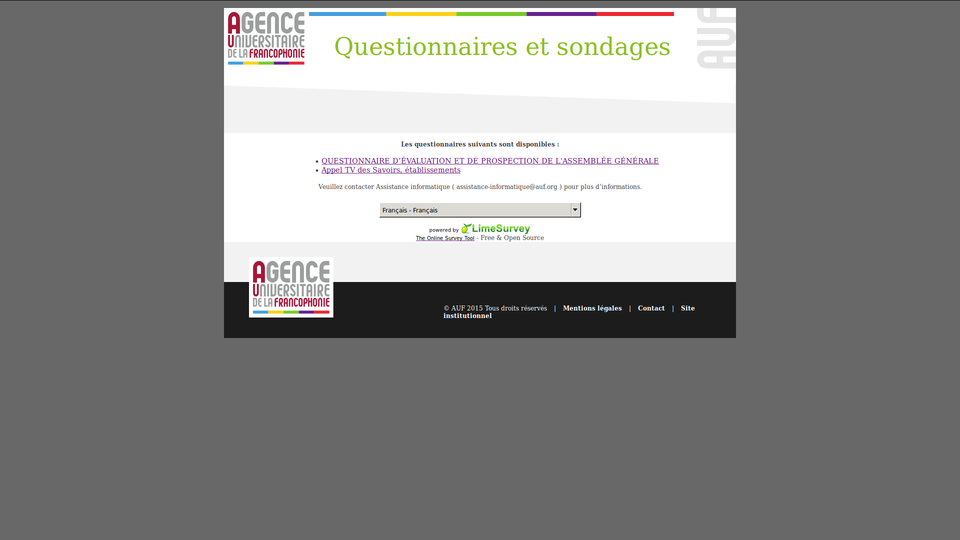 AGENCE
UNIVERSITAIRE
DE LA FRANCOPHONIE
Questionnaires et sondages
AUF
Les questionnaires suivants sont disponibles :
QUESTIONNAIRE D’ÉVALUATION ET DE PROSPECTION DE L'ASSEMBLÉE GÉNÉRALE
Appel TV des Savoirs, établissements
Veuillez contacter Assistance informatique ( assistance-informatique@auf.org ) pour plus d’informations.
Français - Français
powered by LimeSurvey
The Online Survey Tool - Free & Open Source
AGENCE
UNIVERSITAIRE
DE LA FRANCOPHONIE
© AUF 2015 Tous droits réservés | Mentions légales | Contact | Site
institutionnel